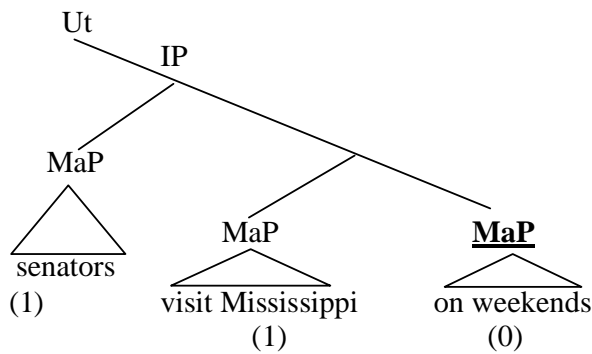 Ut
IP
MaP
MaP MaP
senators
visit Mississippi on weekends
(1)
(1) (0)